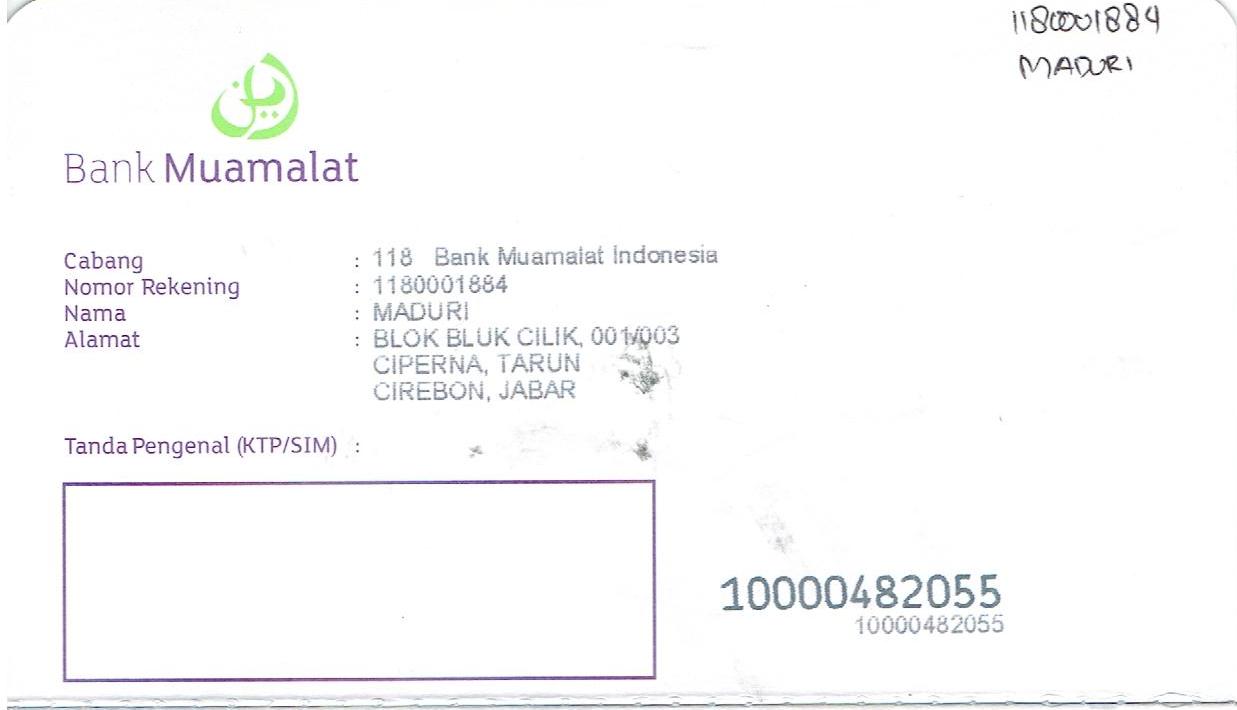 1180001884
MADURI
Bank Muamalat
Cabang : 118 Bank Muamalat Indonesia
Nomor Rekening : 1180001884
Nama : MADURI
Alamat : BLOK BLUK CILIK, 001/003
CIPERNA, TARUN
CIREBON, JABAR
Tanda Pengenal (KTP/SIM) :
10000482055
10000482055